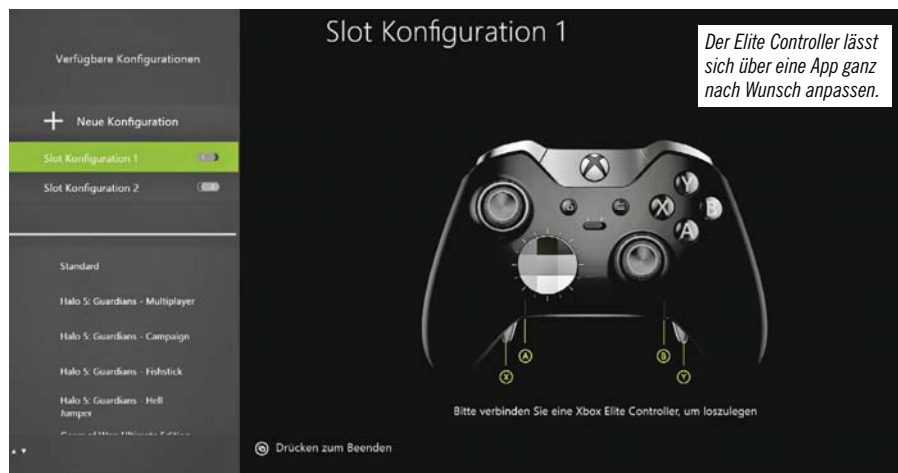 Slot Konfiguration 1
Der Elite Controller lässt
sich über eine App ganz
nach Wunsch anpassen.
Verfügbare Konfigurationen
Neue Konfiguration
Slot Konfiguration 1
Slot Konfiguration 2
Standard
Halo 5: Guardians - Multiplayer
Halo 5: Guardians - Campaign
Halo 5: Guardians - Fishstick
Halo 5: Guardians - Hell
Jumper
Y
X
B
A
A
B
X
Y
Bitte verbinden Sie eine Xbox Elite Controller, um loszulegen
Drücken zum Beenden